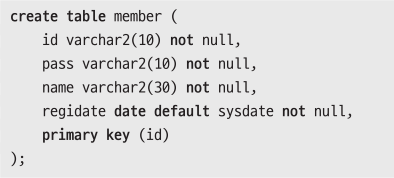 create table member (
    id varchar2(10) not null,
    pass varchar2(10) not null,
    name varchar2(30) not null,
    regidate date default sysdate not null,
    primary key (id)
);